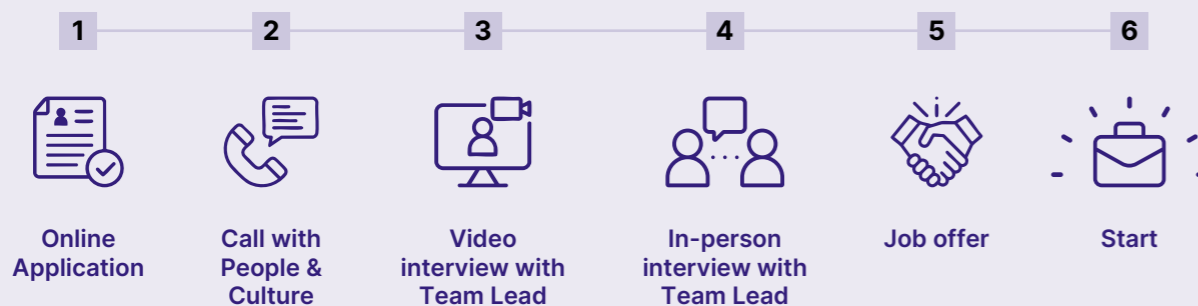 1
2
3
4
5
6
Online
Application
Call with
People &
Culture
Video
interview with
Team Lead
In-person
interview with
Team Lead
Job offer
Start